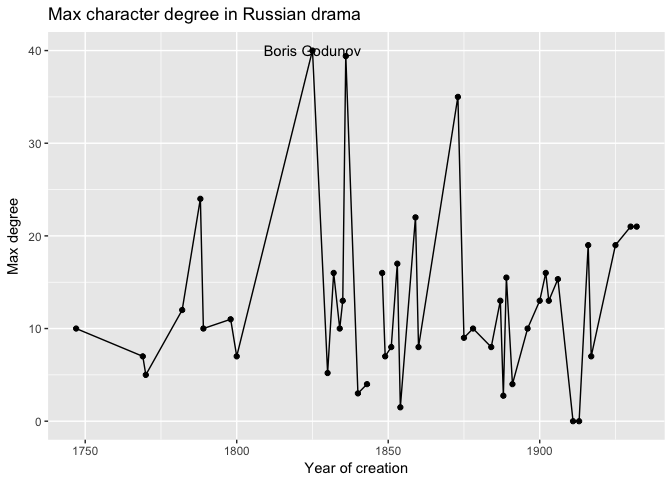 Max character degree in Russian drama
Boris Godunov
40
30
20
10
0
Max degree
1750
1800
1850
1900
Year of creation